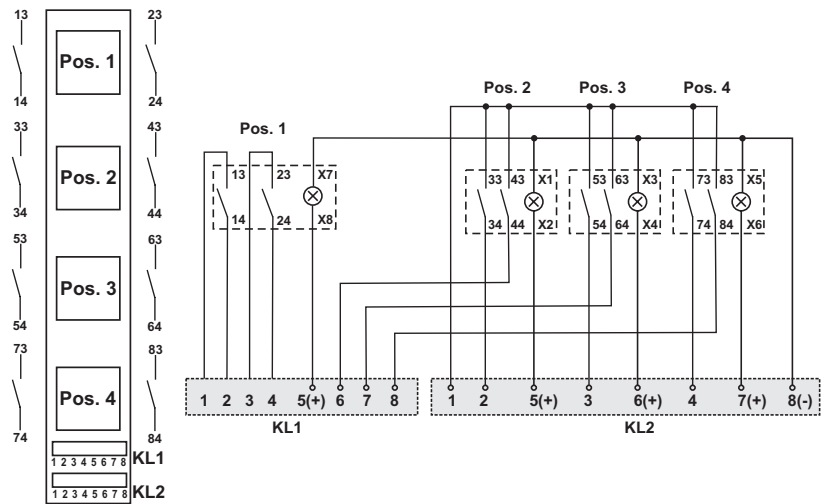 13 23
Pos. 1
14 24
33 43
Pos. 2
34 44
53 63
Pos. 3
54 64
73 83
Pos. 4
74 84
1 2 3 4 5 6 7 8 KL1
1 2 3 4 5 6 7 8 KL2
Pos. 2 Pos. 3 Pos. 4
Pos. 1
13 23 X7
33 43 X1 53 63 X3 73 83 X5
14 24 X8
34 44 X2 54 64 X4 74 84 X6
1 2 3 4 5(+) 6 7 8 1 2 5(+) 3 6(+) 4 7(+) 8(-)
KL1 KL2